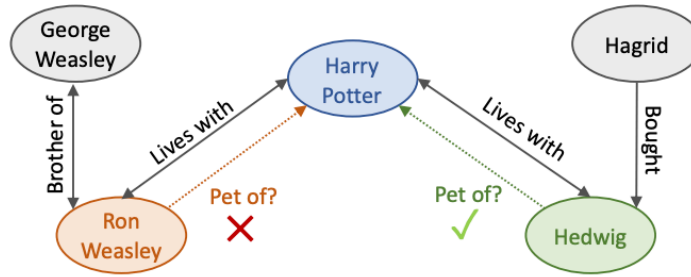 George
Weasley
Harry
Potter
Hagrid
Brother of
Lives with
Lives with
Bought
Pet of?
Pet of?
Ron
Weasley
Hedwig